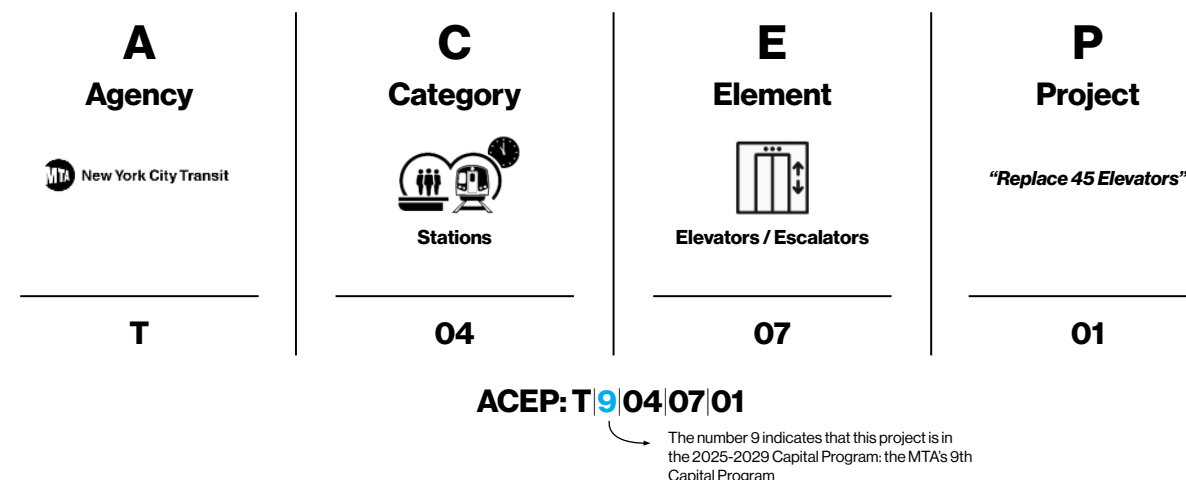 A
Agency
MTA New York City Transit
T
C
Category
Stations
04
E
Element
Elevators / Escalators
07
P
Project
“Replace 45 Elevators”
01
ACEP: T|9|04|07|01
The number 9 indicates that this project is in
the 2025-2029 Capital Program: the MTA’s 9th
Capital Program